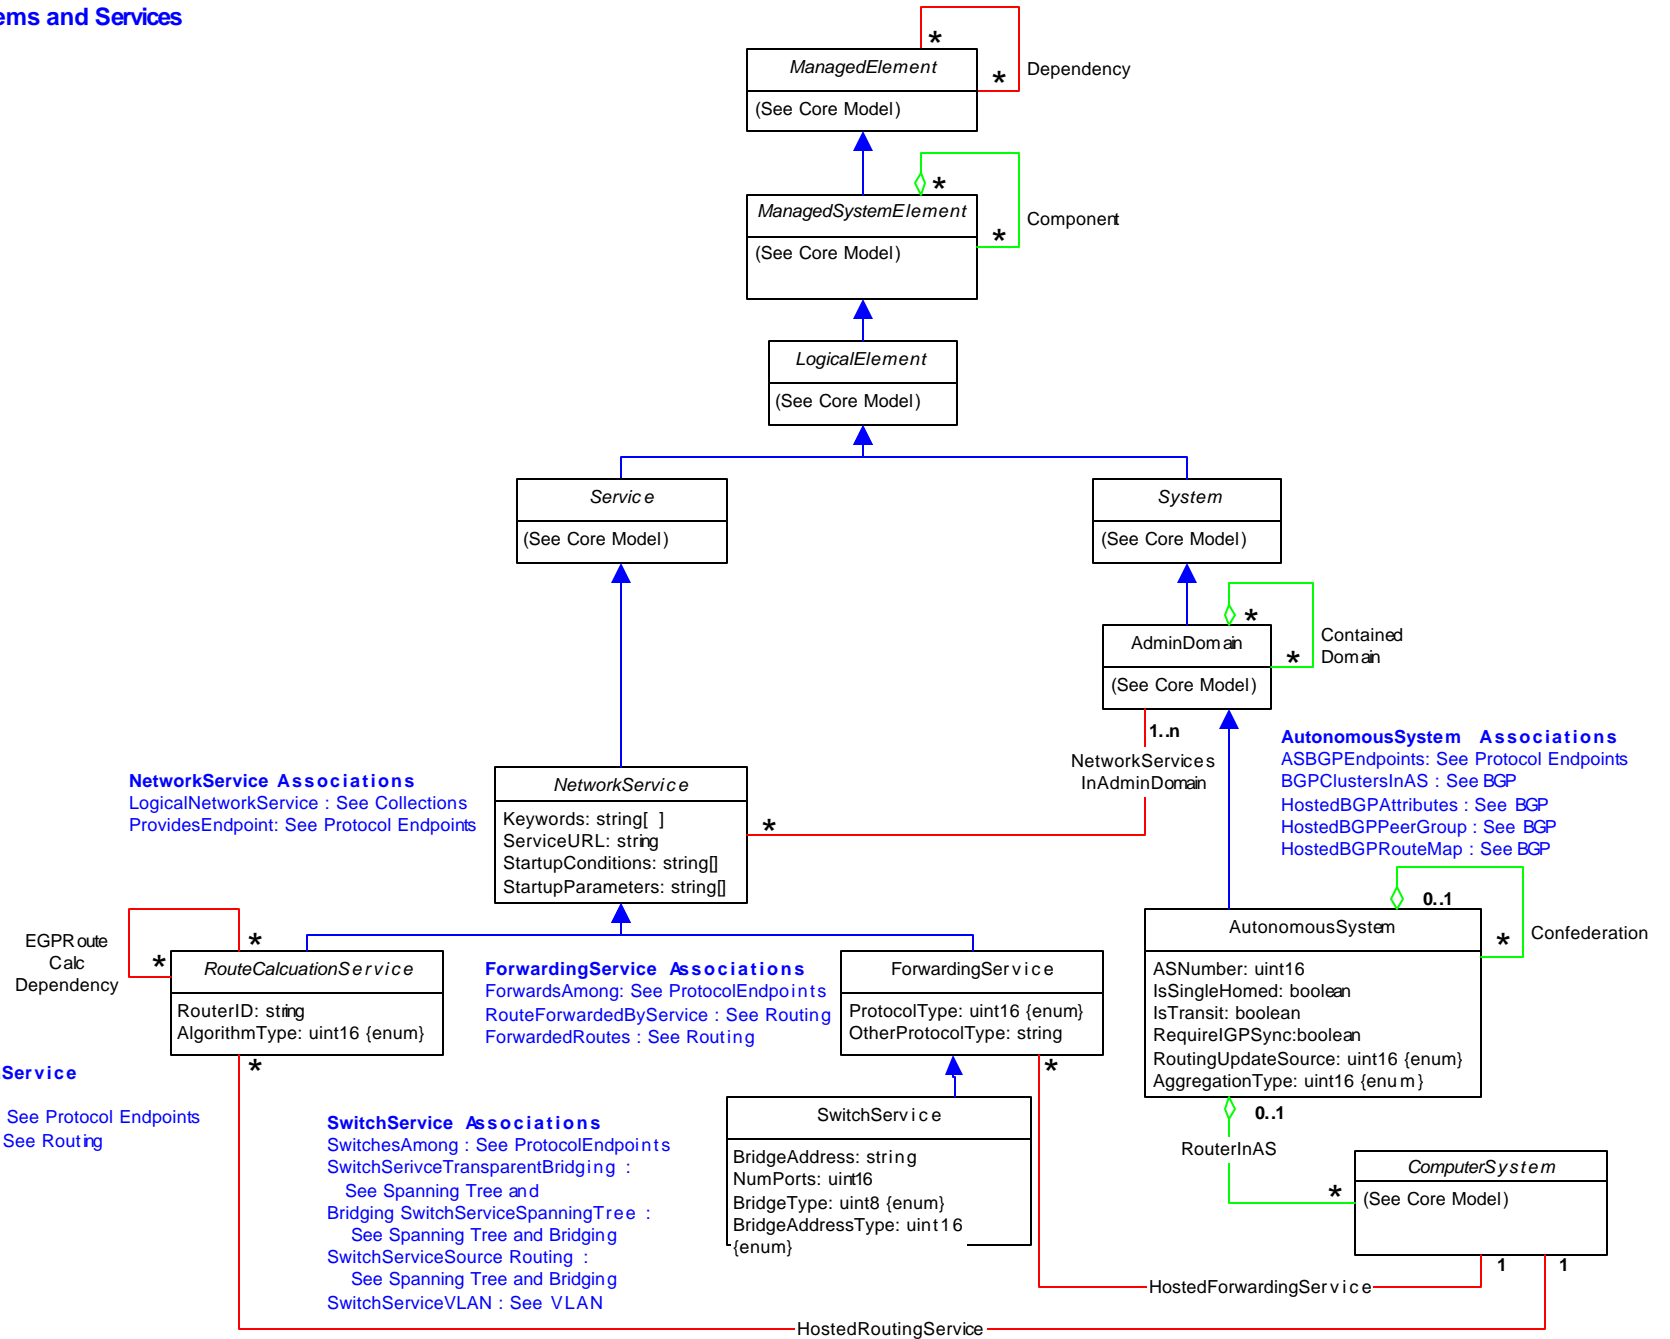 ems and Services
*
ManagedElement
*
Dependency
(See Core Model)
*
ManagedSystemElement
Component
*
(See Core Model)
LogicalElement
(See Core Model)
Service
(See Core Model)
System
(See Core Model)
*
AdminDomain
Contained
Domain
*
(See Core Model)
1..n
NetworkServices
InAdminDomain
*
AutonomousSystem Associations
ASBGPEndpoints: See Protocol Endpoints
BGPClustersInAS : See BGP
HostedBGPAttributes : See BGP
HostedBGPPeerGroup : See BGP
HostedBGPRouteMap : See BGP
NetworkService Associations
LogicalNetworkService : See Collections
ProvidesEndpoint: See Protocol Endpoints
NetworkService
Keywords: string[ ]
ServiceURL: string
StartupConditions: string[]
StartupParameters: string[]
EGPRoute
Calc
Dependency
*
*
RouteCalcuationService
RouterID: string
AlgorithmType: uint16 {enum}
*
ForwardingService Associations
ForwardsAmong: See ProtocolEndpoints
RouteForwardedByService : See Routing
ForwardedRoutes : See Routing
ForwardingService
ProtocolType: uint16 {enum}
OtherProtocolType: string
*
0..1
AutonomousSystem
*
Confederation
ASNumber: uint16
IsSingleHomed: boolean
IsTransit: boolean
RequireIGPSync:boolean
RoutingUpdateSource: uint16 {enum}
AggregationType: uint16 {enum}
0..1
RouterInAS
*
Service
See Protocol Endpoints
See Routing
SwitchService Associations
SwitchesAmong : See ProtocolEndpoints
SwitchSerivceTransparentBridging :
See Spanning Tree and
Bridging SwitchServiceSpanningTree :
See Spanning Tree and Bridging
SwitchServiceSource Routing :
See Spanning Tree and Bridging
SwitchServiceVLAN : See VLAN
SwitchService
BridgeAddress: string
NumPorts: uint16
BridgeType: uint8 {enum}
BridgeAddressType: uint16
{enum}
ComputerSystem
(See Core Model)
1
1
HostedForwardingService
HostedRoutingService